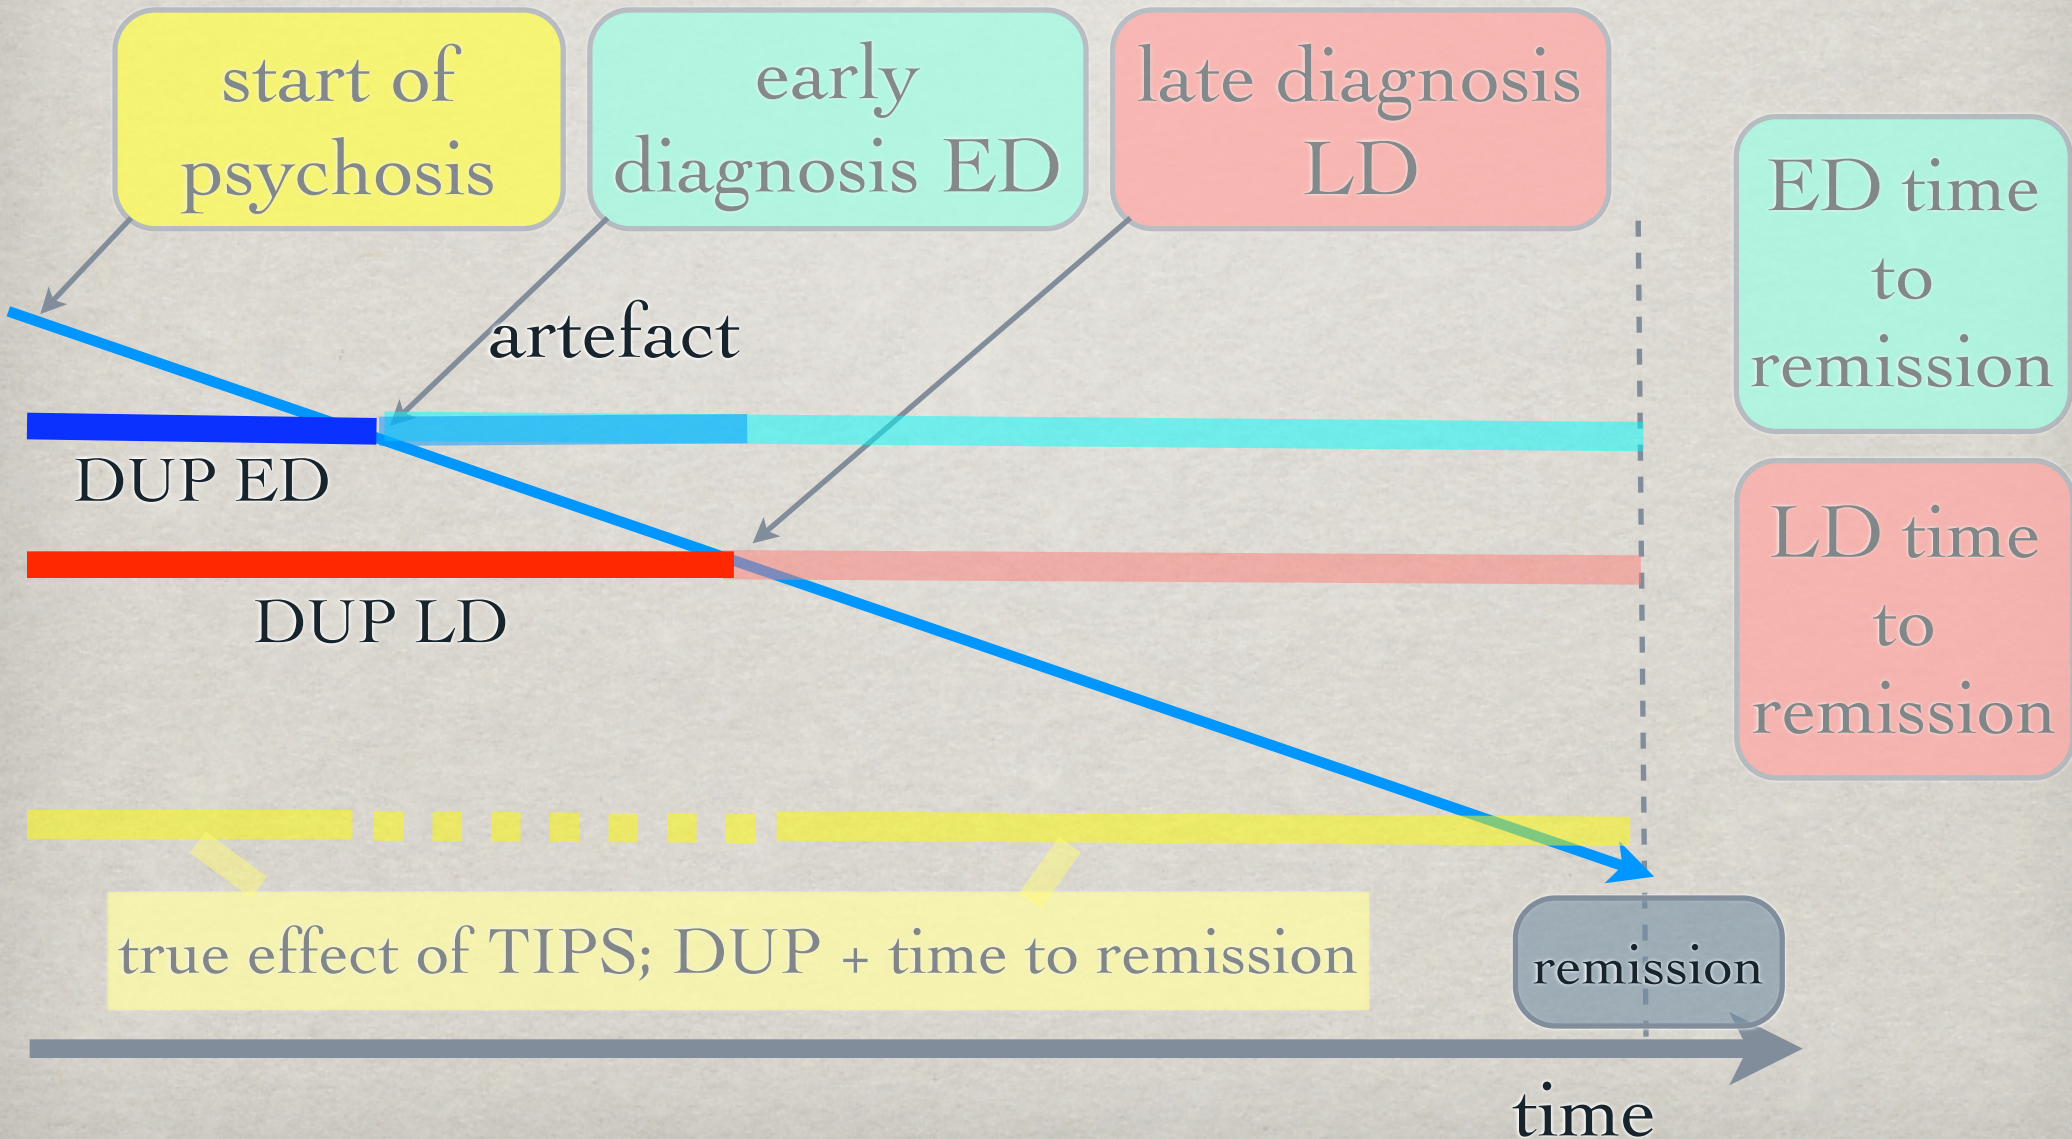 start of
psychosis
early
diagnosis ED
late diagnosis
LD
ED time
to
remission
artefact
DUP ED
LD time
to
remission
DUP LD
true effect of TIPS; DUP + time to remission
remission
time